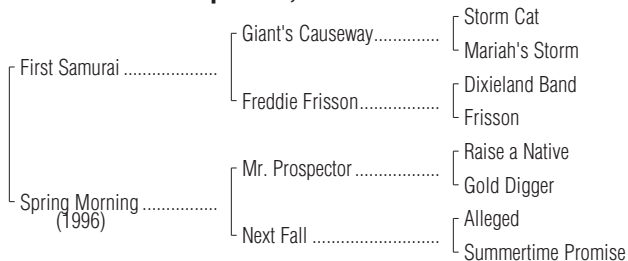 Storm Cat
Giant's Causeway..............
Mariah's Storm
First Samurai ....................
Dixieland Band
Freddie Frisson.................
Frisson
Raise a Native
Mr. Prospector ..................
Gold Digger
Spring Morning ................
(1996)
Alleged
Next Fall ...........................
Summertime Promise